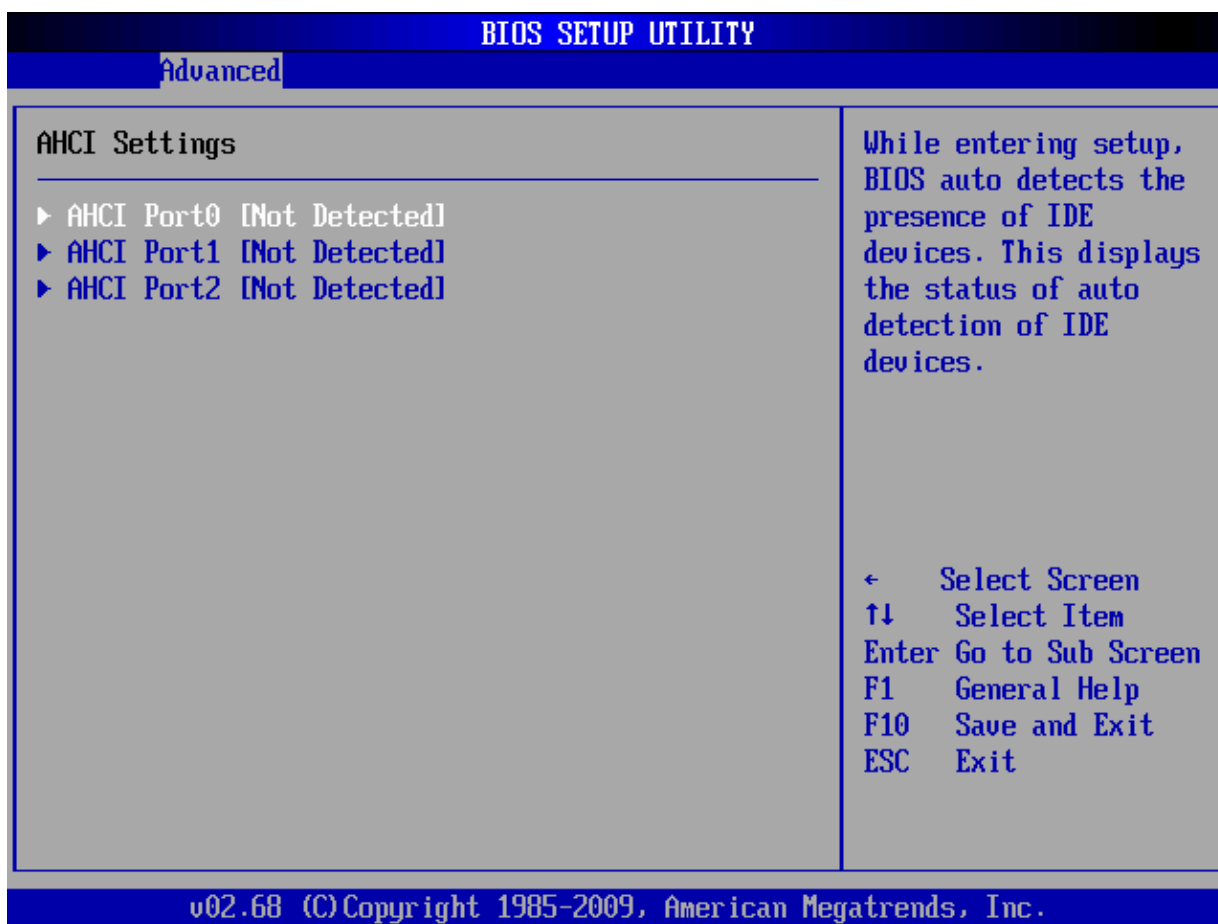 BIOS SETUP UTILITY
Advanced
AHCI Settings
▶ AHCI Port0 [Not Detected]
▶ AHCI Port1 [Not Detected]
▶ AHCI Port2 [Not Detected]
While entering setup,
BIOS auto detects the
presence of IDE
devices. This displays
the status of auto
detection of IDE
devices.
← Select Screen
↑↓ Select Item
Enter Go to Sub Screen
F1 General Help
F10 Save and Exit
ESC Exit
v02.68 (C)Copyright 1985-2009, American Megatrends, Inc.